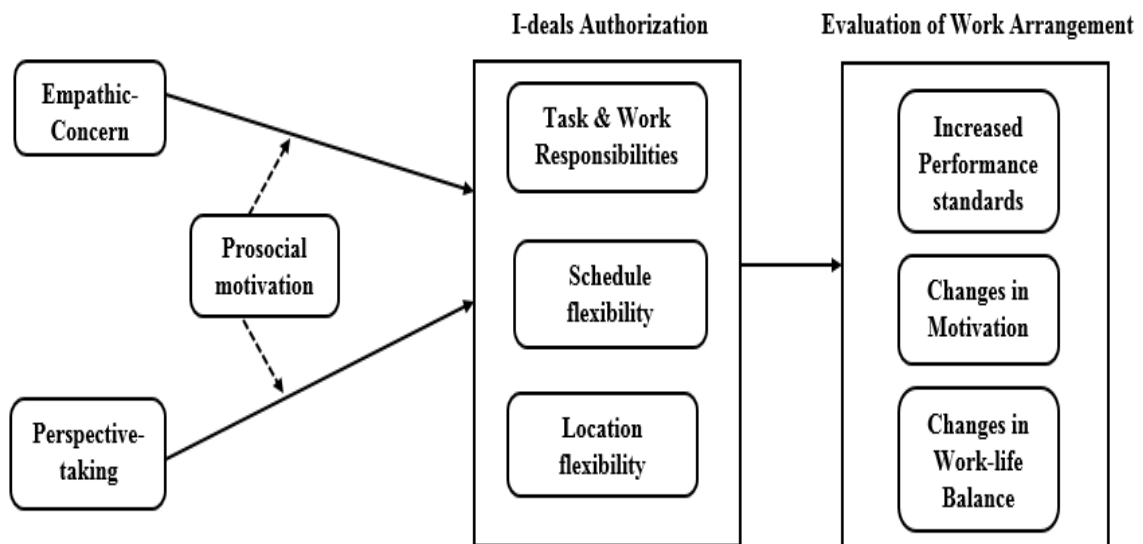 I-deals Authorization
Evaluation of Work Arrangement
Empathic-
Concern
Prosocial
motivation
Perspective-
taking
Task & Work
Responsibilities
Schedule
flexibility
Location
flexibility
Increased
Performance
standards
Changes in
Motivation
Changes in
Work-life
Balance